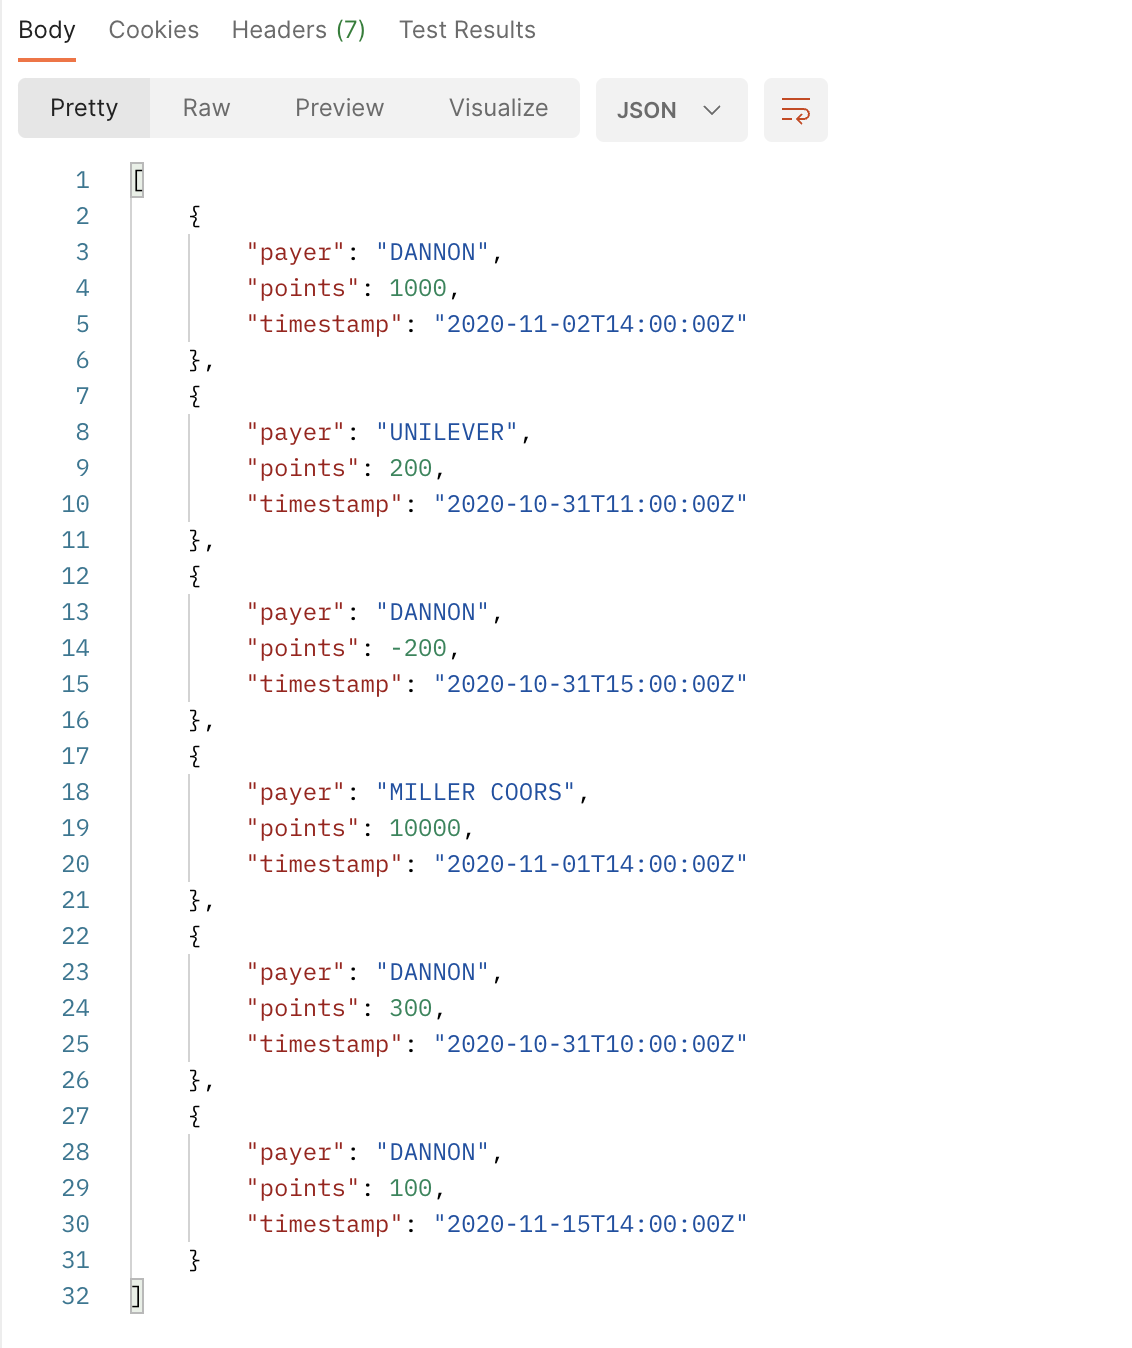 Body Cookies Headers (7) Test Results
Pretty Raw Preview Visualize JSON
1 [
2 {
3 "payer": "DANNON",
4 "points": 1000,
5 "timestamp": "2020-11-02T14:00:00Z"
6 },
7 {
8 "payer": "UNILEVER",
9 "points": 200,
10 "timestamp": "2020-10-31T11:00:00Z"
11 },
12 {
13 "payer": "DANNON",
14 "points": -200,
15 "timestamp": "2020-10-31T15:00:00Z"
16 },
17 {
18 "payer": "MILLER COORS",
19 "points": 10000,
20 "timestamp": "2020-11-01T14:00:00Z"
21 },
22 {
23 "payer": "DANNON",
24 "points": 300,
25 "timestamp": "2020-10-31T10:00:00Z"
26 },
27 {
28 "payer": "DANNON",
29 "points": 100,
30 "timestamp": "2020-11-15T14:00:00Z"
31 }
32 ]